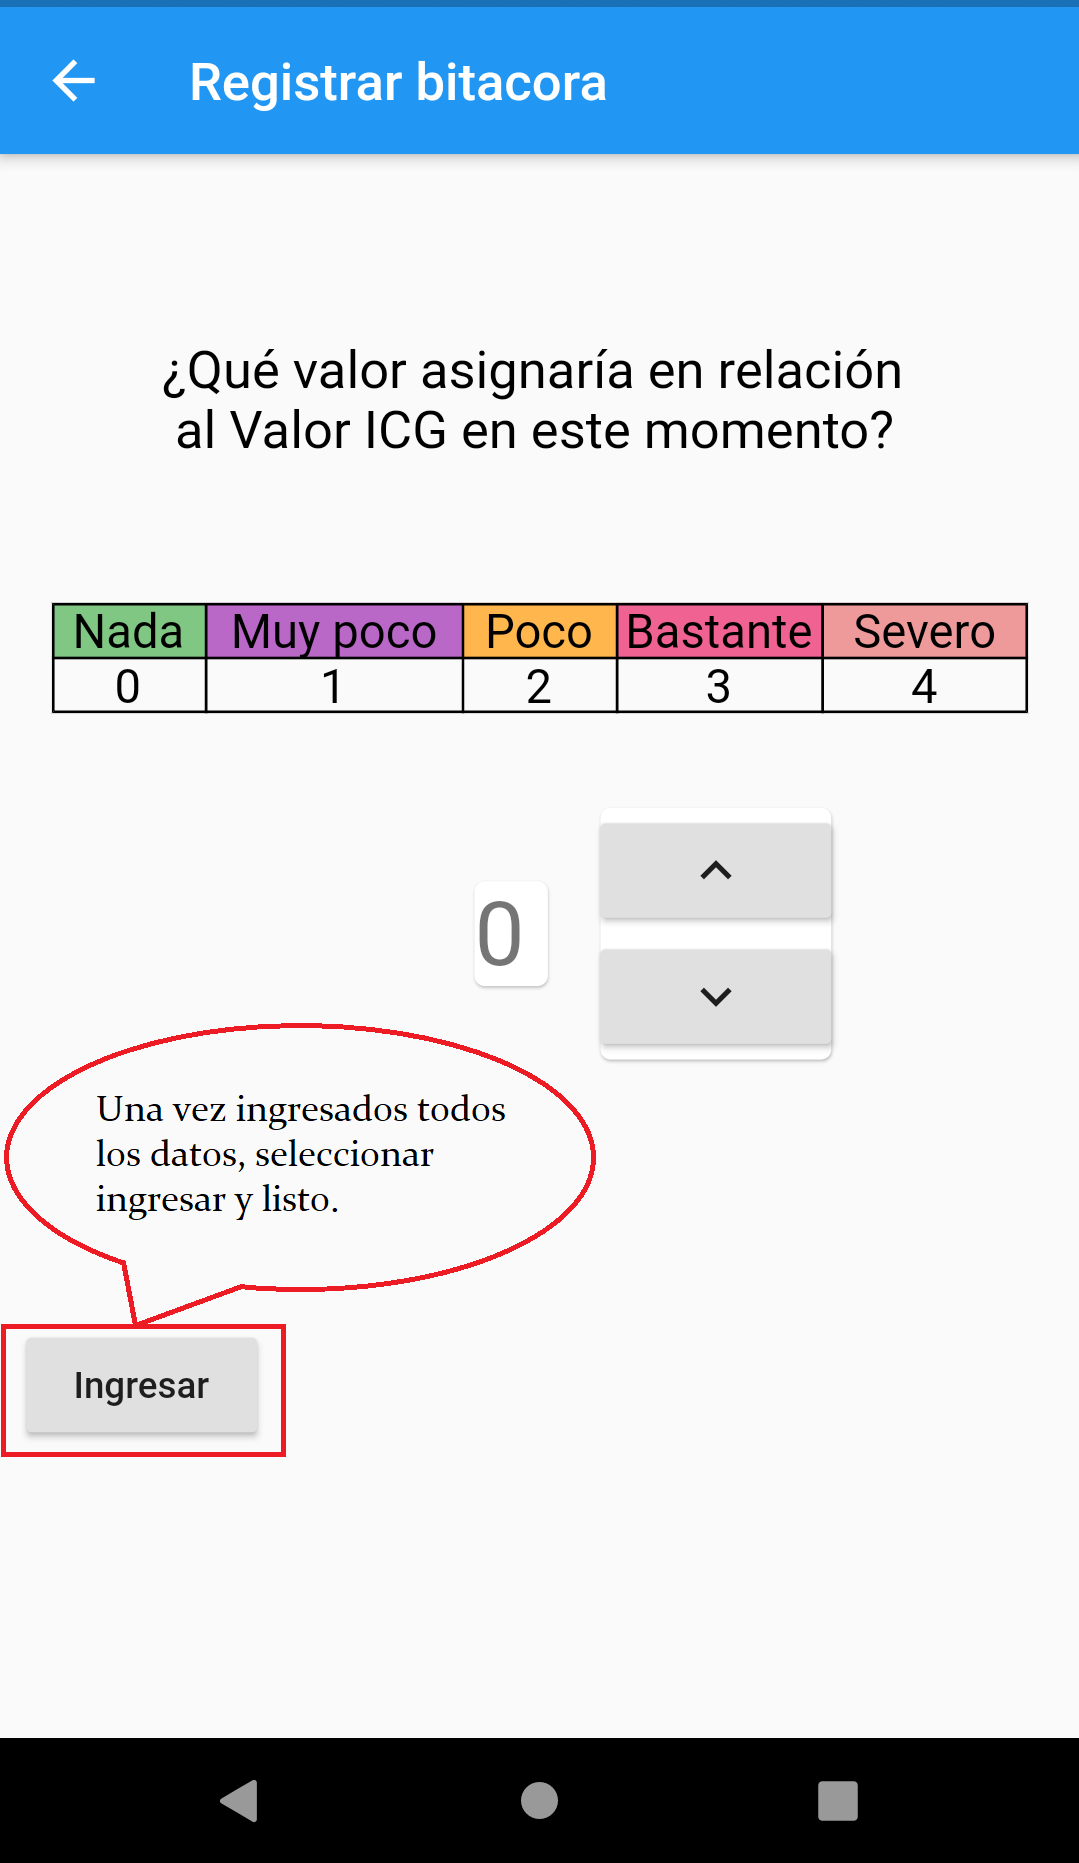 Registrar bitacora
¿Qué valor asignaría en relación
al Valor ICG en este momento?
Nada Muy poco Poco Bastante Severo
0 1 2 3 4
0
Una vez ingresados todos
los datos, seleccionar
ingresar y listo.
Ingresar